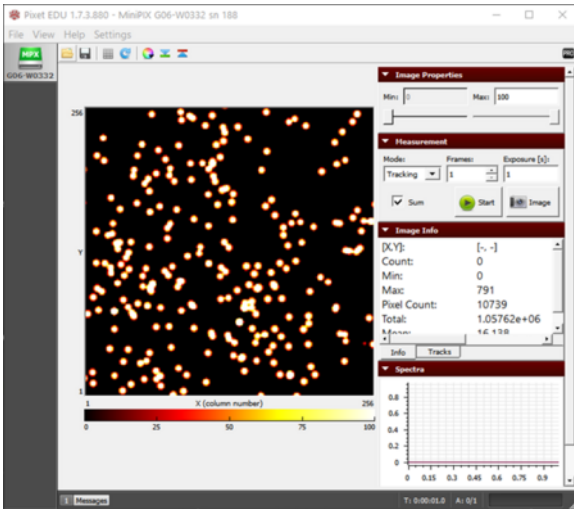 Pixet EDU 1.7.3.880 - MiniPIX G06-W0332 sn 188
File View Help Settings
MPX
G06-W0332
Image Properties
Min: 0 Max: 100
Measurement
Mode: Frames: Exposure [s]:
Tracking 1 1
Sum Start Image
Image Info
[X,Y]: [-, -]
Count: 0
Min: 0
Max: 791
Pixel Count: 10739
Total: 1.05762e+06
Mean: 16.138
Info Tracks
Spectra
0.8
0.6
0.4
0.2
0
0 0.15 0.3 0.45 0.6 0.75 0.9
256
Y
1
1 X (column number) 256
0 25 50 75 100
1 Messages T: 0:00:01.0 A: 0/1